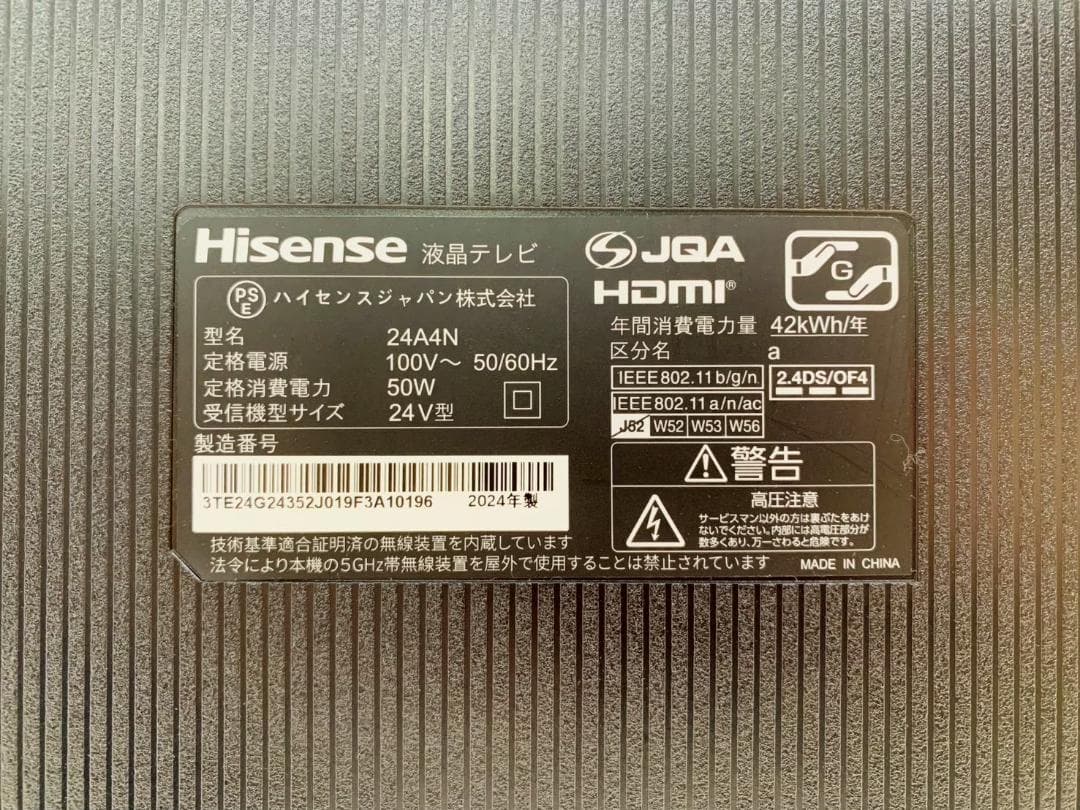 Hisense 液晶テレビ
PSE ハイセンスジャパン株式会社
型名 24A4N
定格電源 100V～ 50/60Hz
定格消費電力 50W
受信機型サイズ 24V型
製造番号
3TE24G24352J019F3A10196 2024年製
技術基準適合証明済の無線装置を内蔵しています
法令により本機の5GHz帯無線装置を屋外で使用することは禁止されています
JQA
HDMI®
G
年間消費電力量 42kWh/年
区分名 a
IEEE802.11b/g/n
2.4DS/OF4
IEEE802.11a/n/ac
J52 W52 W53 W56
警告
高圧注意
サービスマン以外の方は裏ぶたをあけ
ないでください。内部には高電圧部分が
数多くあり、万一さわると危険です。
MADE IN CHINA